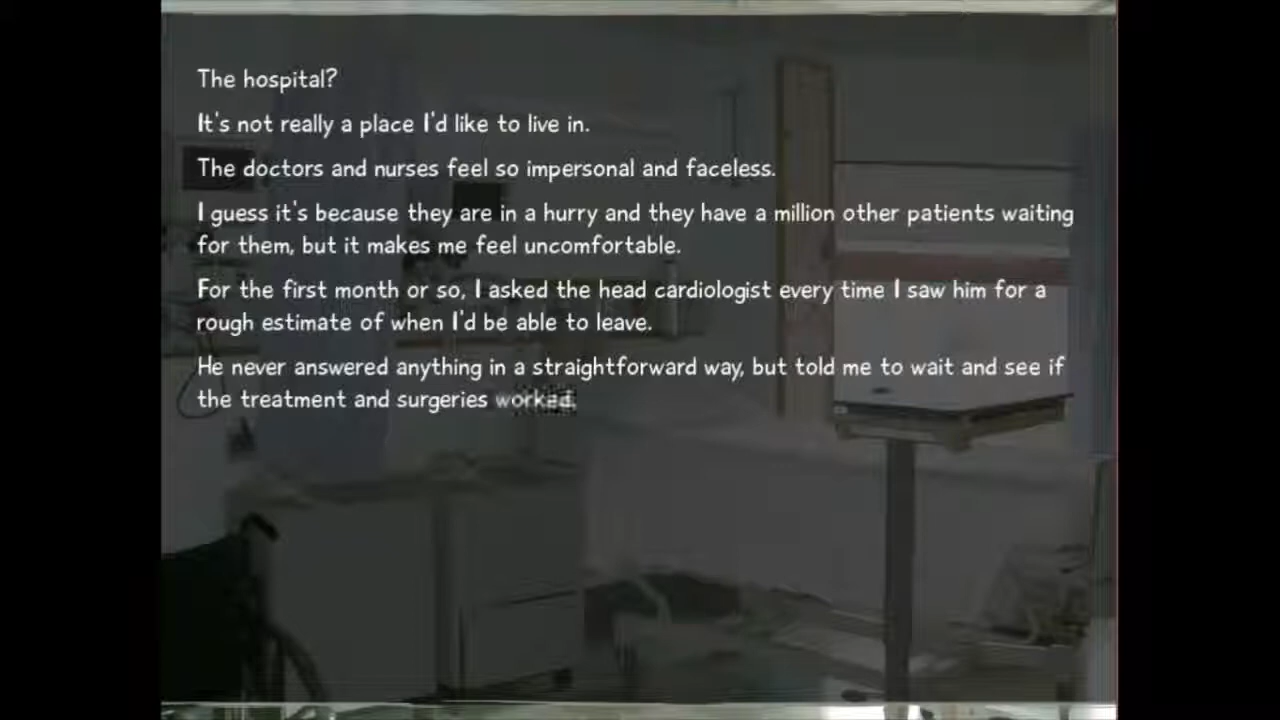 The hospital?
It's not really a place I'd like to live in.
The doctors and nurses feel so impersonal and faceless.
I guess it's because they are in a hurry and they have a million other patients waiting
for them, but it makes me feel uncomfortable.
For the first month or so, I asked the head cardiologist every time I saw him for a
rough estimate of when I'd be able to leave.
He never answered anything in a straightforward way, but told me to wait and see if
the treatment and surgeries worked.